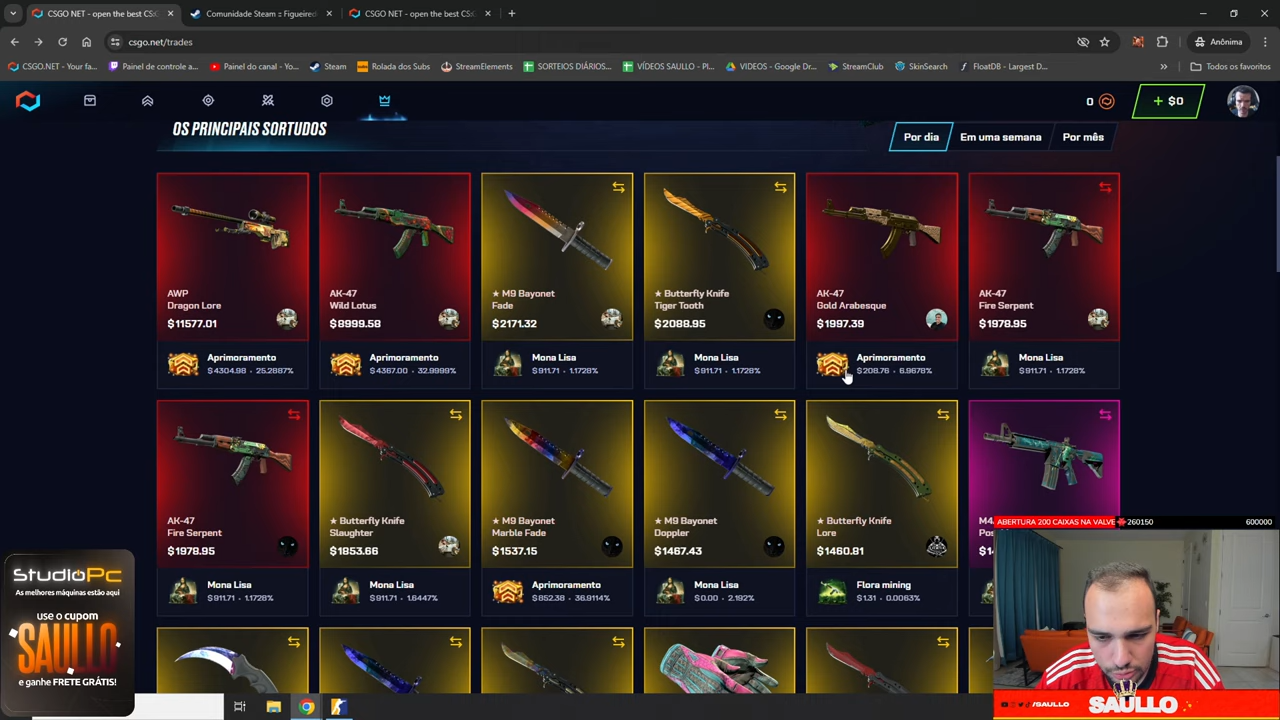 CSGO NET - open the best CS:
Comunidade Steam :: Figueired
CSGO NET - open the best CS:
csgo.net/trades
Anônima
CSGO.NET - Your fa...
Painel de controle a...
Painel do canal - Yo...
Steam
Rolada dos Subs
StreamElements
SORTEIOS DIÁRIOS...
VÍDEOS SAULLO - Pl...
VIDEOS - Google Dr...
StreamClub
SkinSearch
FloatDB - Largest D...
Todos os favoritos
0
+ $0
OS PRINCIPAIS SORTUDOS
Por dia
Em uma semana
Por mês
AWP
Dragon Lore
$11577.01
AK-47
Wild Lotus
$8999.58
★ M9 Bayonet
Fade
$2171.32
★ Butterfly Knife
Tiger Tooth
$2088.95
AK-47
Gold Arabesque
$1997.39
AK-47
Fire Serpent
$1978.95
Aprimoramento
$4304.98 · 25.2887%
Aprimoramento
$4367.00 · 32.9999%
Mona Lisa
$911.71 · 1.1728%
Mona Lisa
$911.71 · 1.1728%
Aprimoramento
$208.76 · 6.9678%
Mona Lisa
$911.71 · 1.1728%
AK-47
Fire Serpent
$1978.95
★ Butterfly Knife
Slaughter
$1853.66
★ M9 Bayonet
Marble Fade
$1537.15
★ M9 Bayonet
Doppler
$1467.43
★ Butterfly Knife
Lore
$1460.81
Mona Lisa
$911.71 · 1.1728%
Mona Lisa
$911.71 · 1.6447%
Aprimoramento
$852.38 · 36.9114%
Mona Lisa
$0.00 · 2.192%
Flora mining
$1.31 · 0.0063%
ABERTURA 200 CAIXAS NA VALVE
260150
600000
STUDIOPC
As melhores máquinas estão aqui
use o cupom
SAULLO
e ganhe FRETE GRÁTIS!
/SAULLO
SAULLO